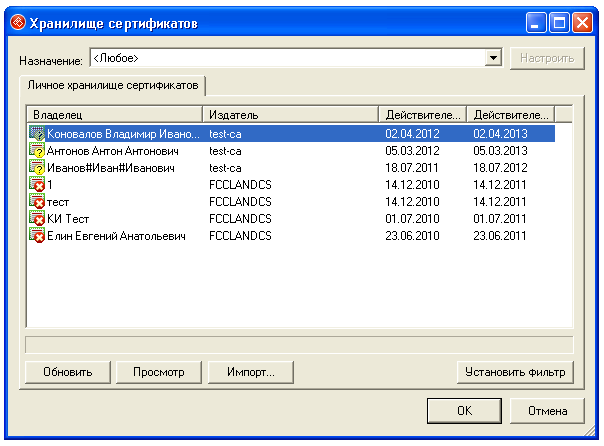 Хранилище сертификатов
Назначение: <Любое> Настроить
Личное хранилище сертификатов
Владелец Издатель Действителе... Действителе...
Коновалов Владимир Ивано... test-ca 02.04.2012 02.04.2013
Антонов Антон Антонович test-ca 05.03.2012 05.03.2013
Иванов#Иван#Иванович test-ca 18.07.2011 18.07.2012
1 FCCLANDCS 14.12.2010 14.12.2011
тест FCCLANDCS 14.12.2010 14.12.2011
КИ Тест FCCLANDCS 01.07.2010 01.07.2011
Елин Евгений Анатольевич FCCLANDCS 23.06.2010 23.06.2011
Обновить Просмотр Импорт... Установить фильтр
OK Отмена